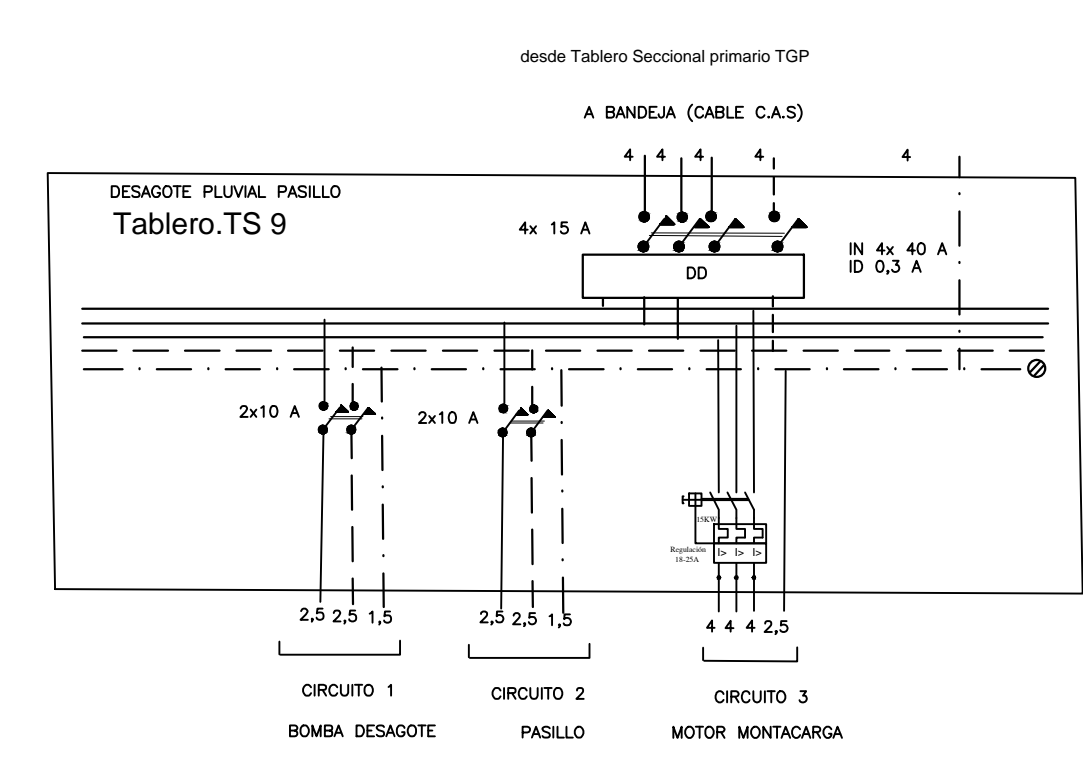 desde Tablero Seccional primario TGP
A BANDEJA (CABLE C.A.S)
4 4 4 4 4
DESAGOTE PLUVIAL PASILLO
Tablero.TS 9
4x 15 A
IN 4x 40 A
ID 0,3 A
DD
2x10 A
2x10 A
15KW
Regulación
18-25A
I> I> I>
2,5 2,5 1,5
2,5 2,5 1,5
4 4 4 2,5
CIRCUITO 1
CIRCUITO 2
CIRCUITO 3
BOMBA DESAGOTE
PASILLO
MOTOR MONTACARGA